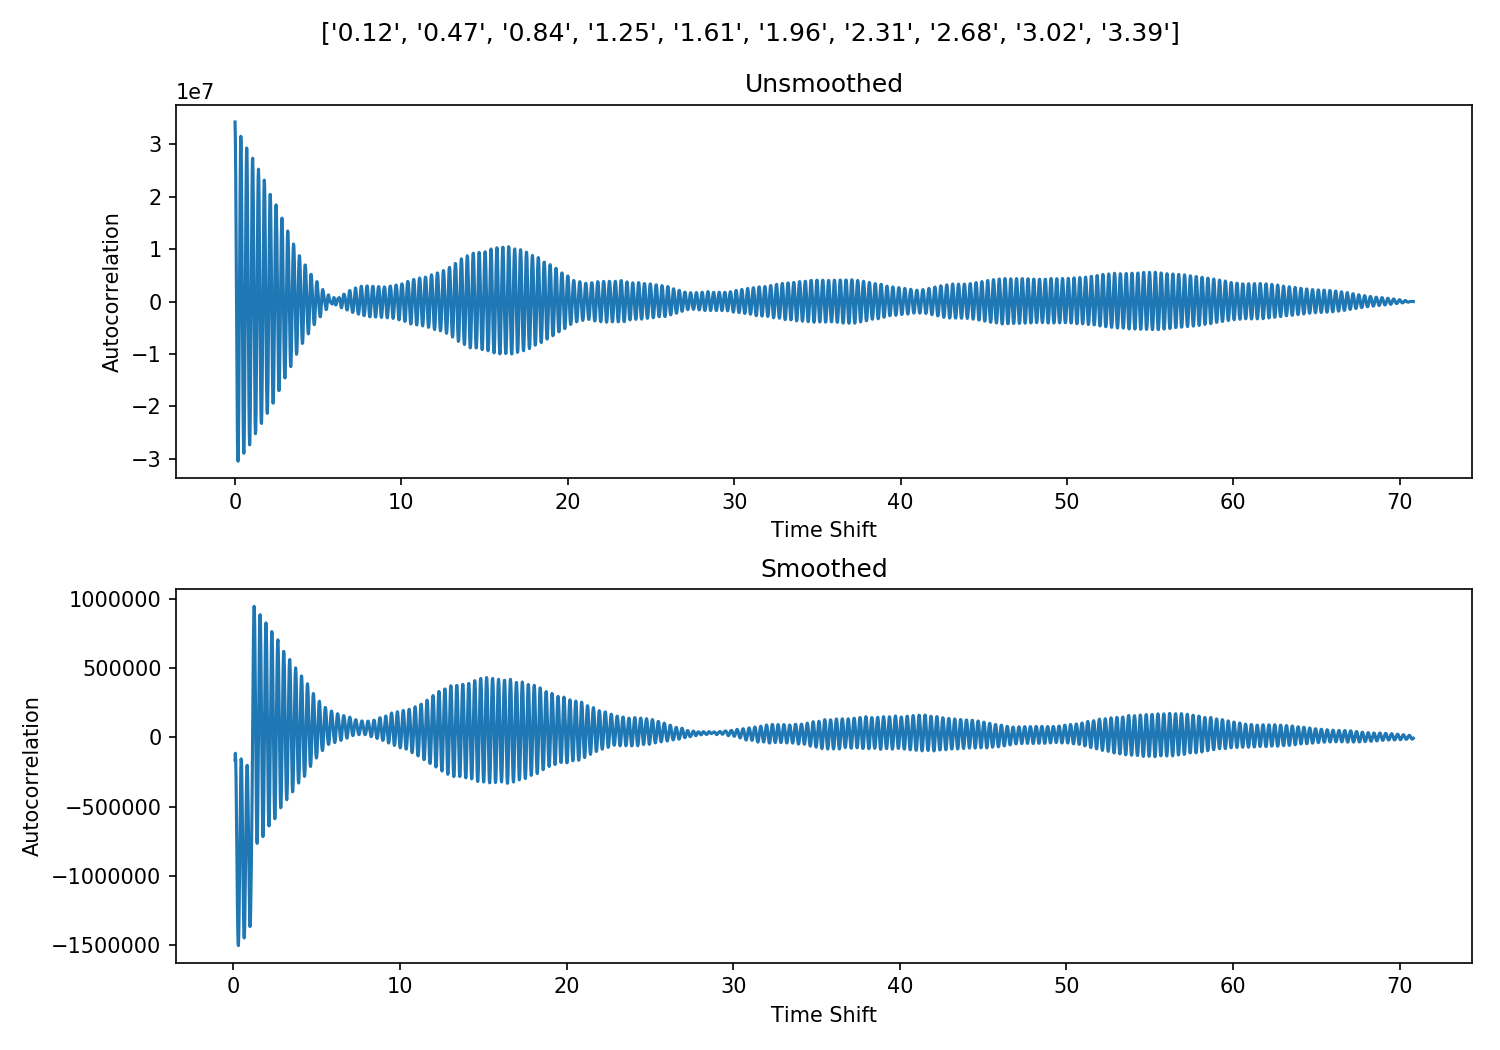 ['0.12', '0.47', '0.84', '1.25', '1.61', '1.96', '2.31', '2.68', '3.02', '3.39']
Unsmoothed
1e7
3
2
1
0
−1
−2
−3
Autocorrelation
0 10 20 30 40 50 60 70
Time Shift
Smoothed
1000000
500000
0
−500000
−1000000
−1500000
Autocorrelation
0 10 20 30 40 50 60 70
Time Shift